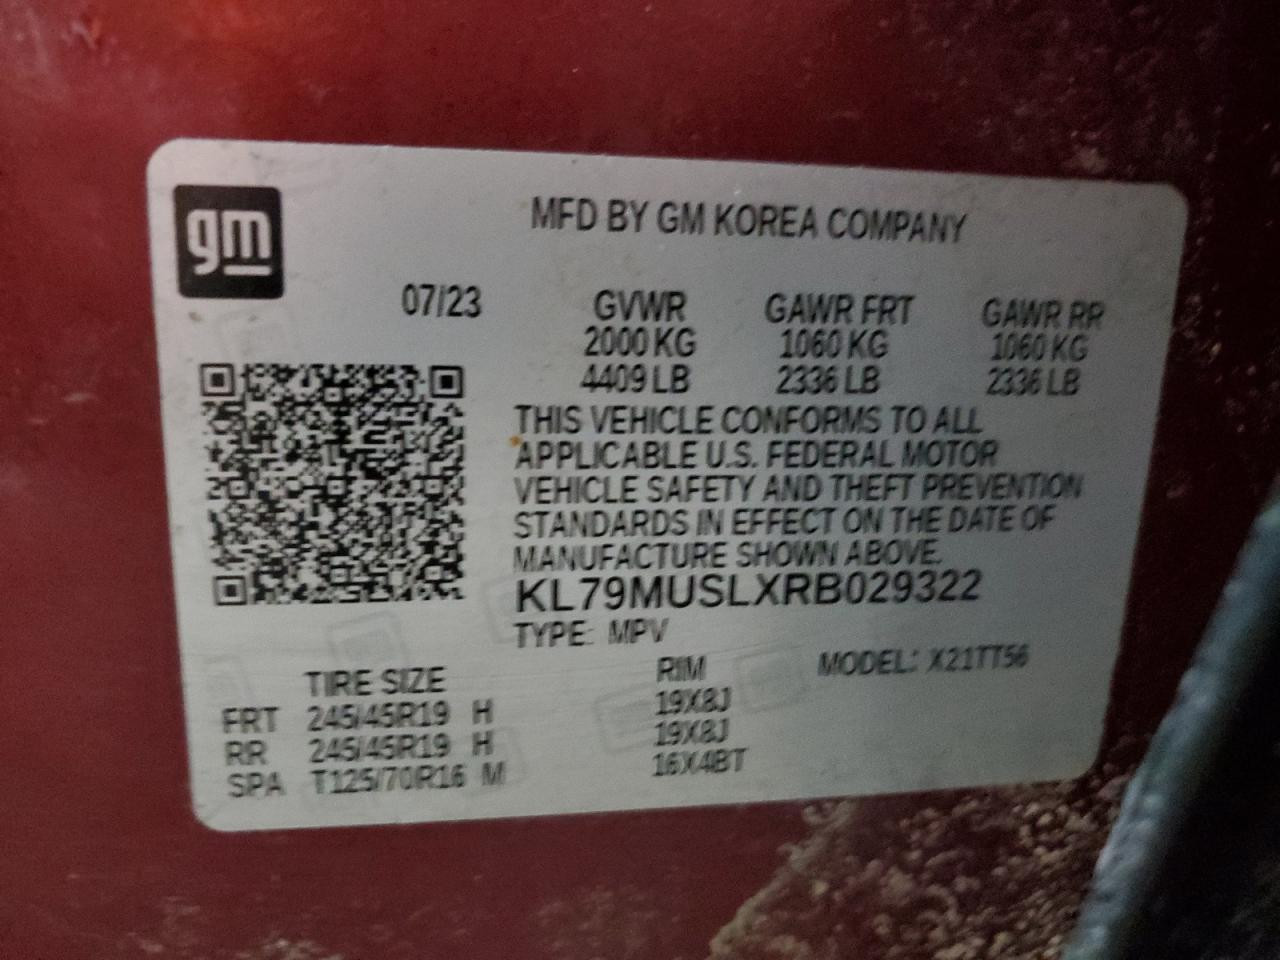 gm
MFD BY GM KOREA COMPANY
07/23 GVWR GAWR FRT GAWR RR
2000 KG 1060 KG 1060 KG
4409 LB 2336 LB 2336 LB
THIS VEHICLE CONFORMS TO ALL
APPLICABLE U.S. FEDERAL MOTOR
VEHICLE SAFETY AND THEFT PREVENTION
STANDARDS IN EFFECT ON THE DATE OF
MANUFACTURE SHOWN ABOVE.
KL79MUSLXRB029322
TYPE: MPV
TIRE SIZE RIM MODEL: X21TT56
FRT 245/45R19 H 19X8J
RR 245/45R19 H 19X8J
SPA T125/70R16 M 16X4BT